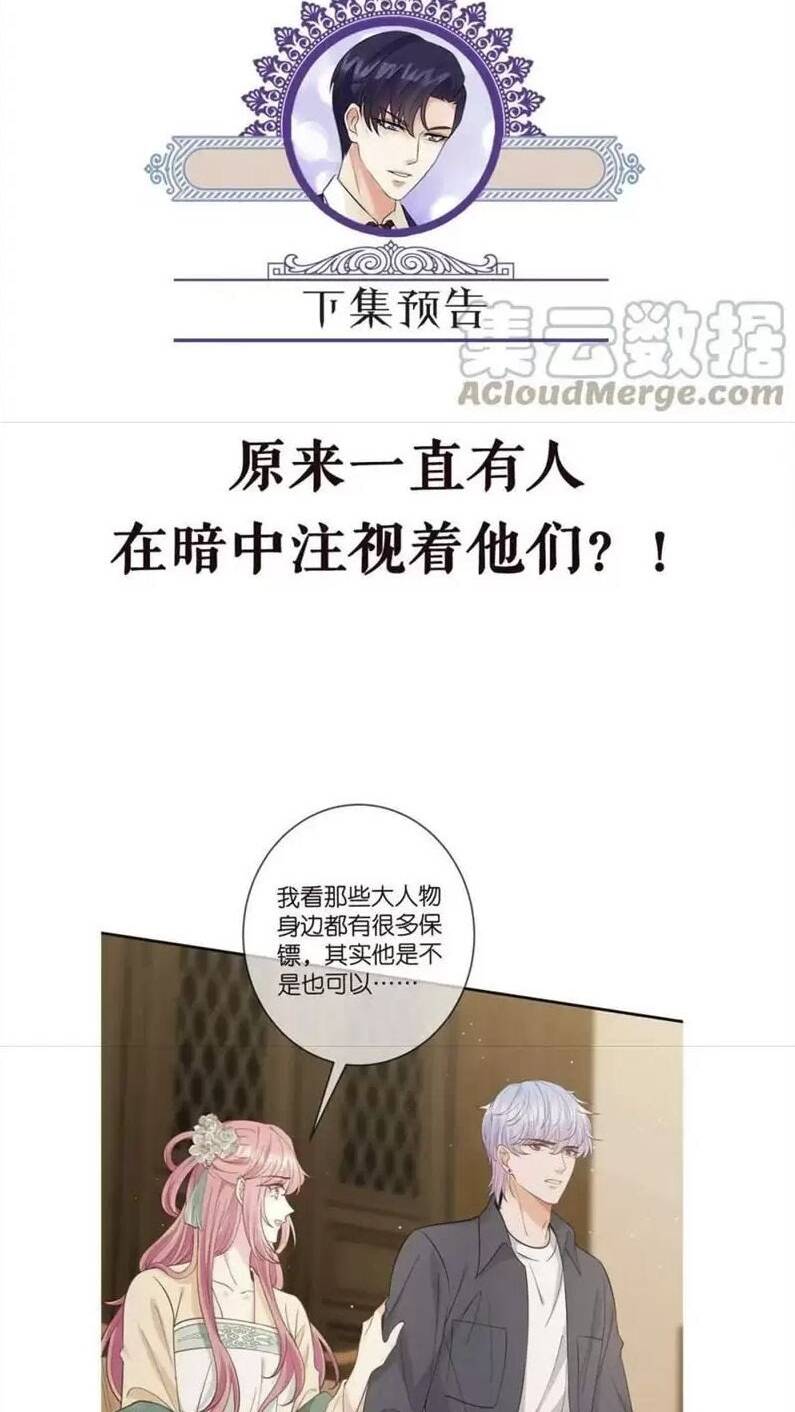 下集预告
集云数据
ACloudMerge.com
原来一直有人
在暗中注视着他们？！
我看那些大人物
身边都有很多保
镖，其实他是不
是也可以……